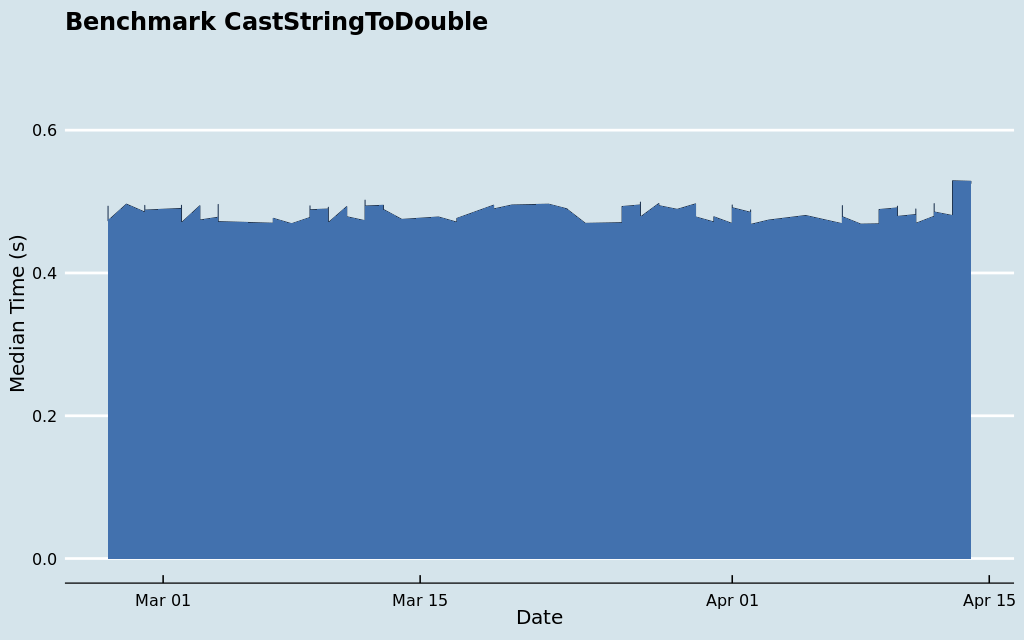 Benchmark CastStringToDouble
Median Time (s)
0.6
0.4
0.2
0.0
Mar 01
Mar 15
Apr 01
Apr 15
Date